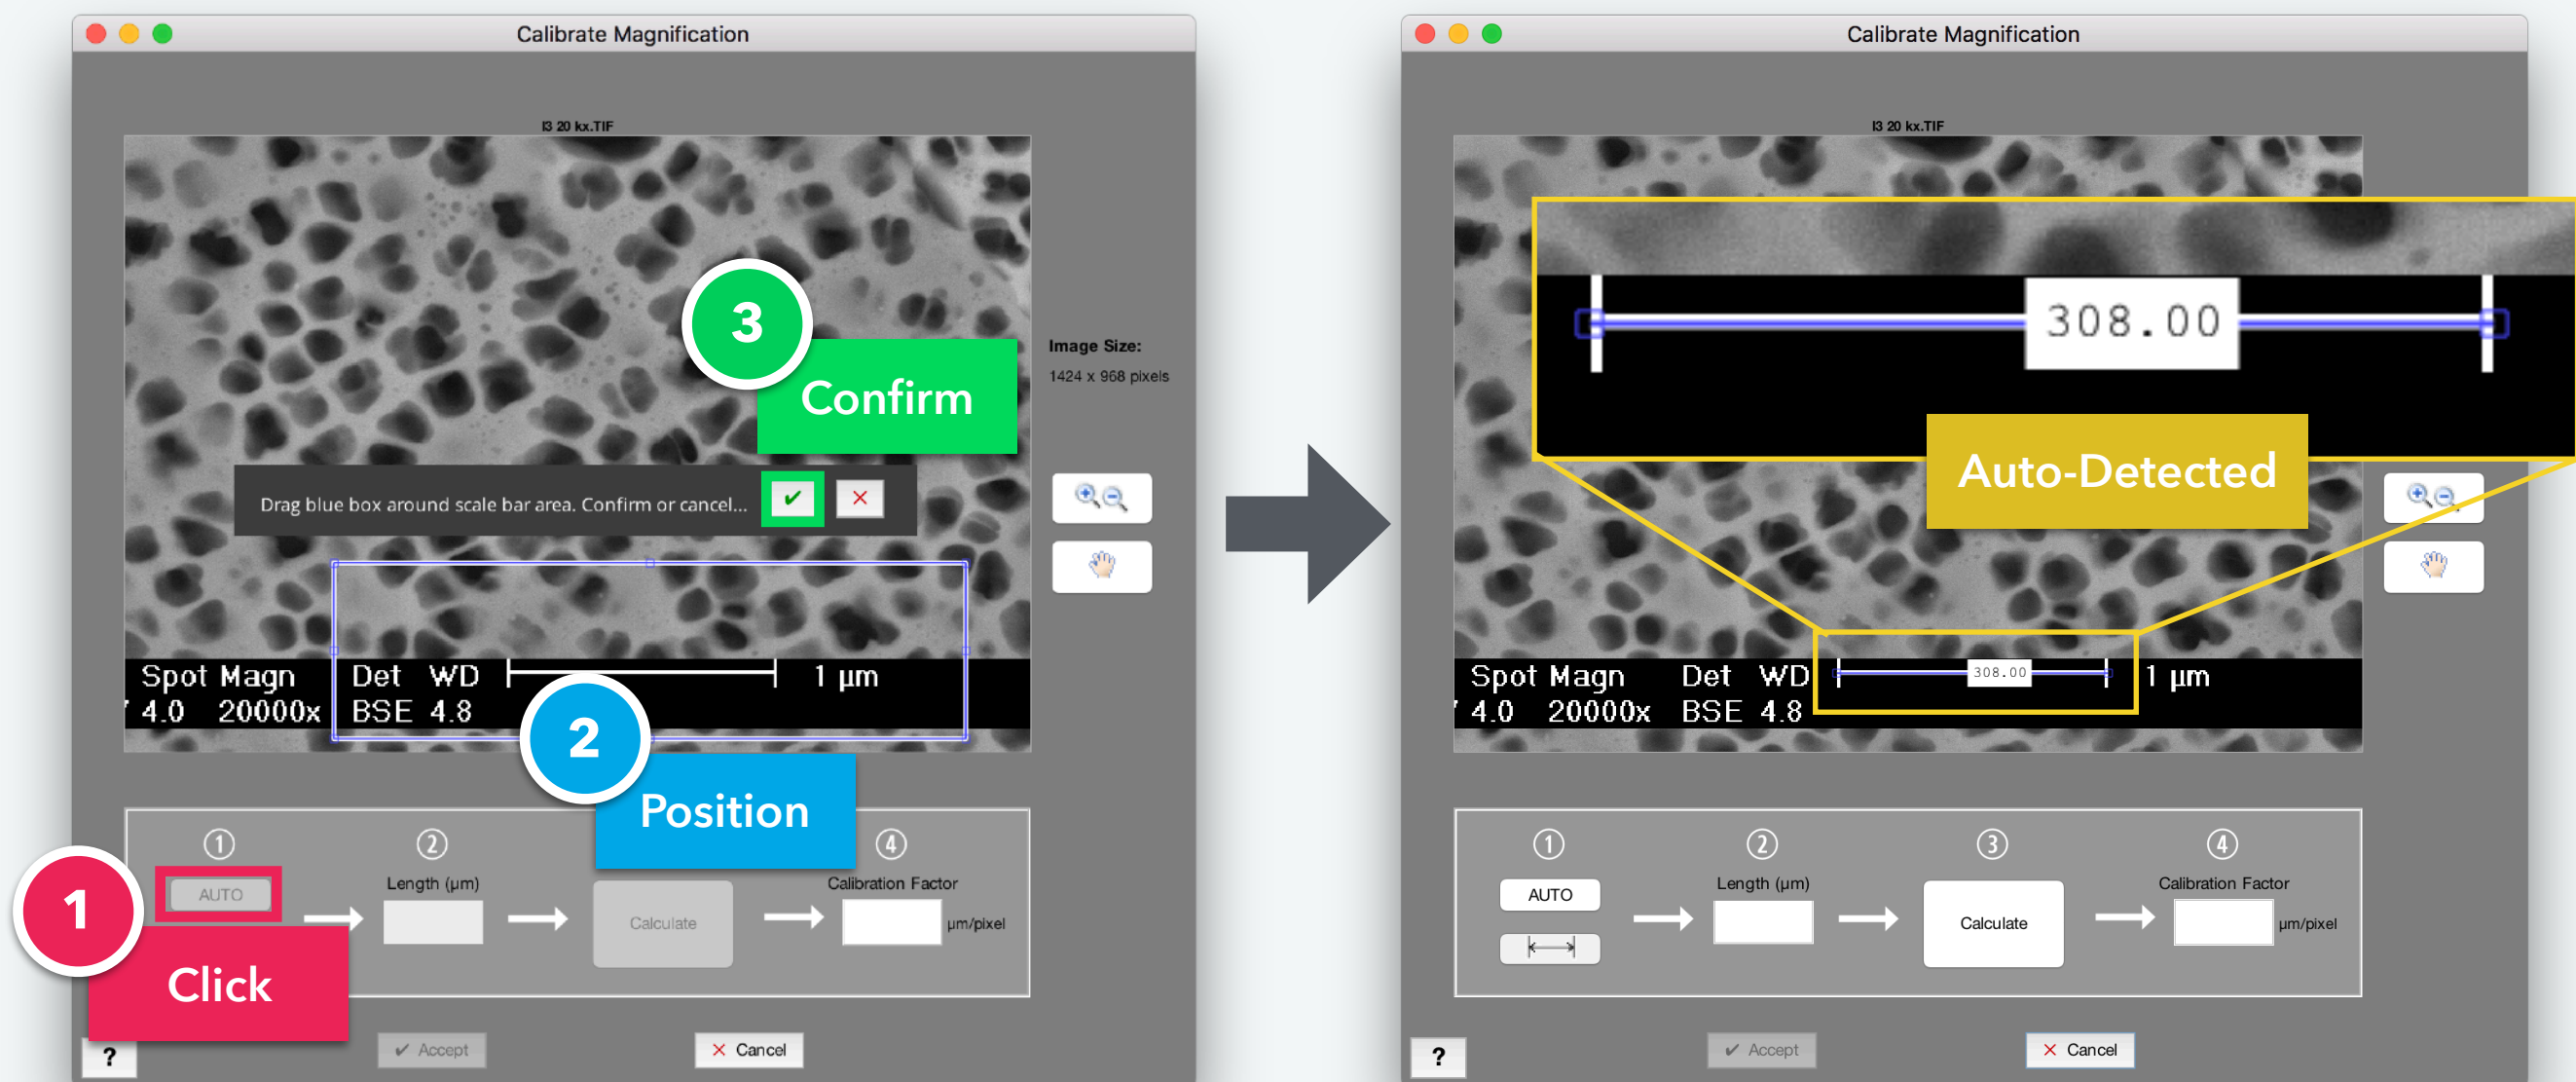 Calibrate Magnification
I3 20 kx.TIF
3
Confirm
Image Size:
1424 x 968 pixels
Drag blue box around scale bar area. Confirm or cancel...
Spot Magn Det WD 1 µm
4.0 20000x BSE 4.8
2
Position
① ② ④
1
Click
AUTO
Length (µm)
Calculate
Calibration Factor
µm/pixel
?
✔ Accept
✕ Cancel
Calibrate Magnification
I3 20 kx.TIF
308.00
Auto-Detected
Spot Magn Det WD 308.00 1 µm
4.0 20000x BSE 4.8
① ② ③ ④
AUTO
Length (µm)
Calculate
Calibration Factor
µm/pixel
?
✔ Accept
✕ Cancel